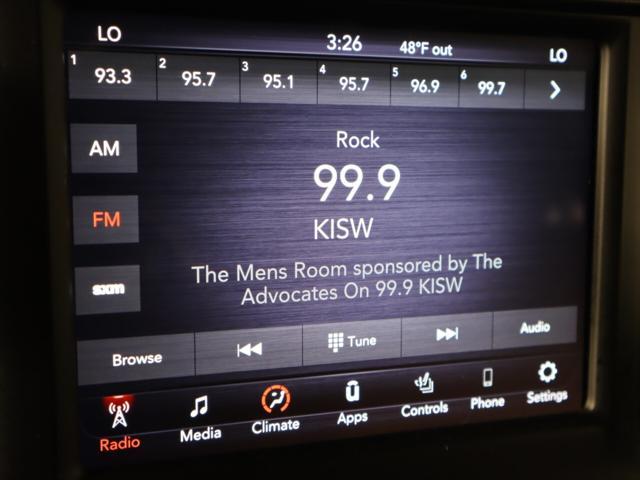 LO 3:26 48°F out LO
1 93.3 2 95.7 3 95.1 4 95.7 5 96.9 6 99.7
AM
FM
sxm
Rock
99.9
KISW
The Mens Room sponsored by The
Advocates On 99.9 KISW
Browse Tune Audio
Radio Media Climate Apps Controls Phone Settings